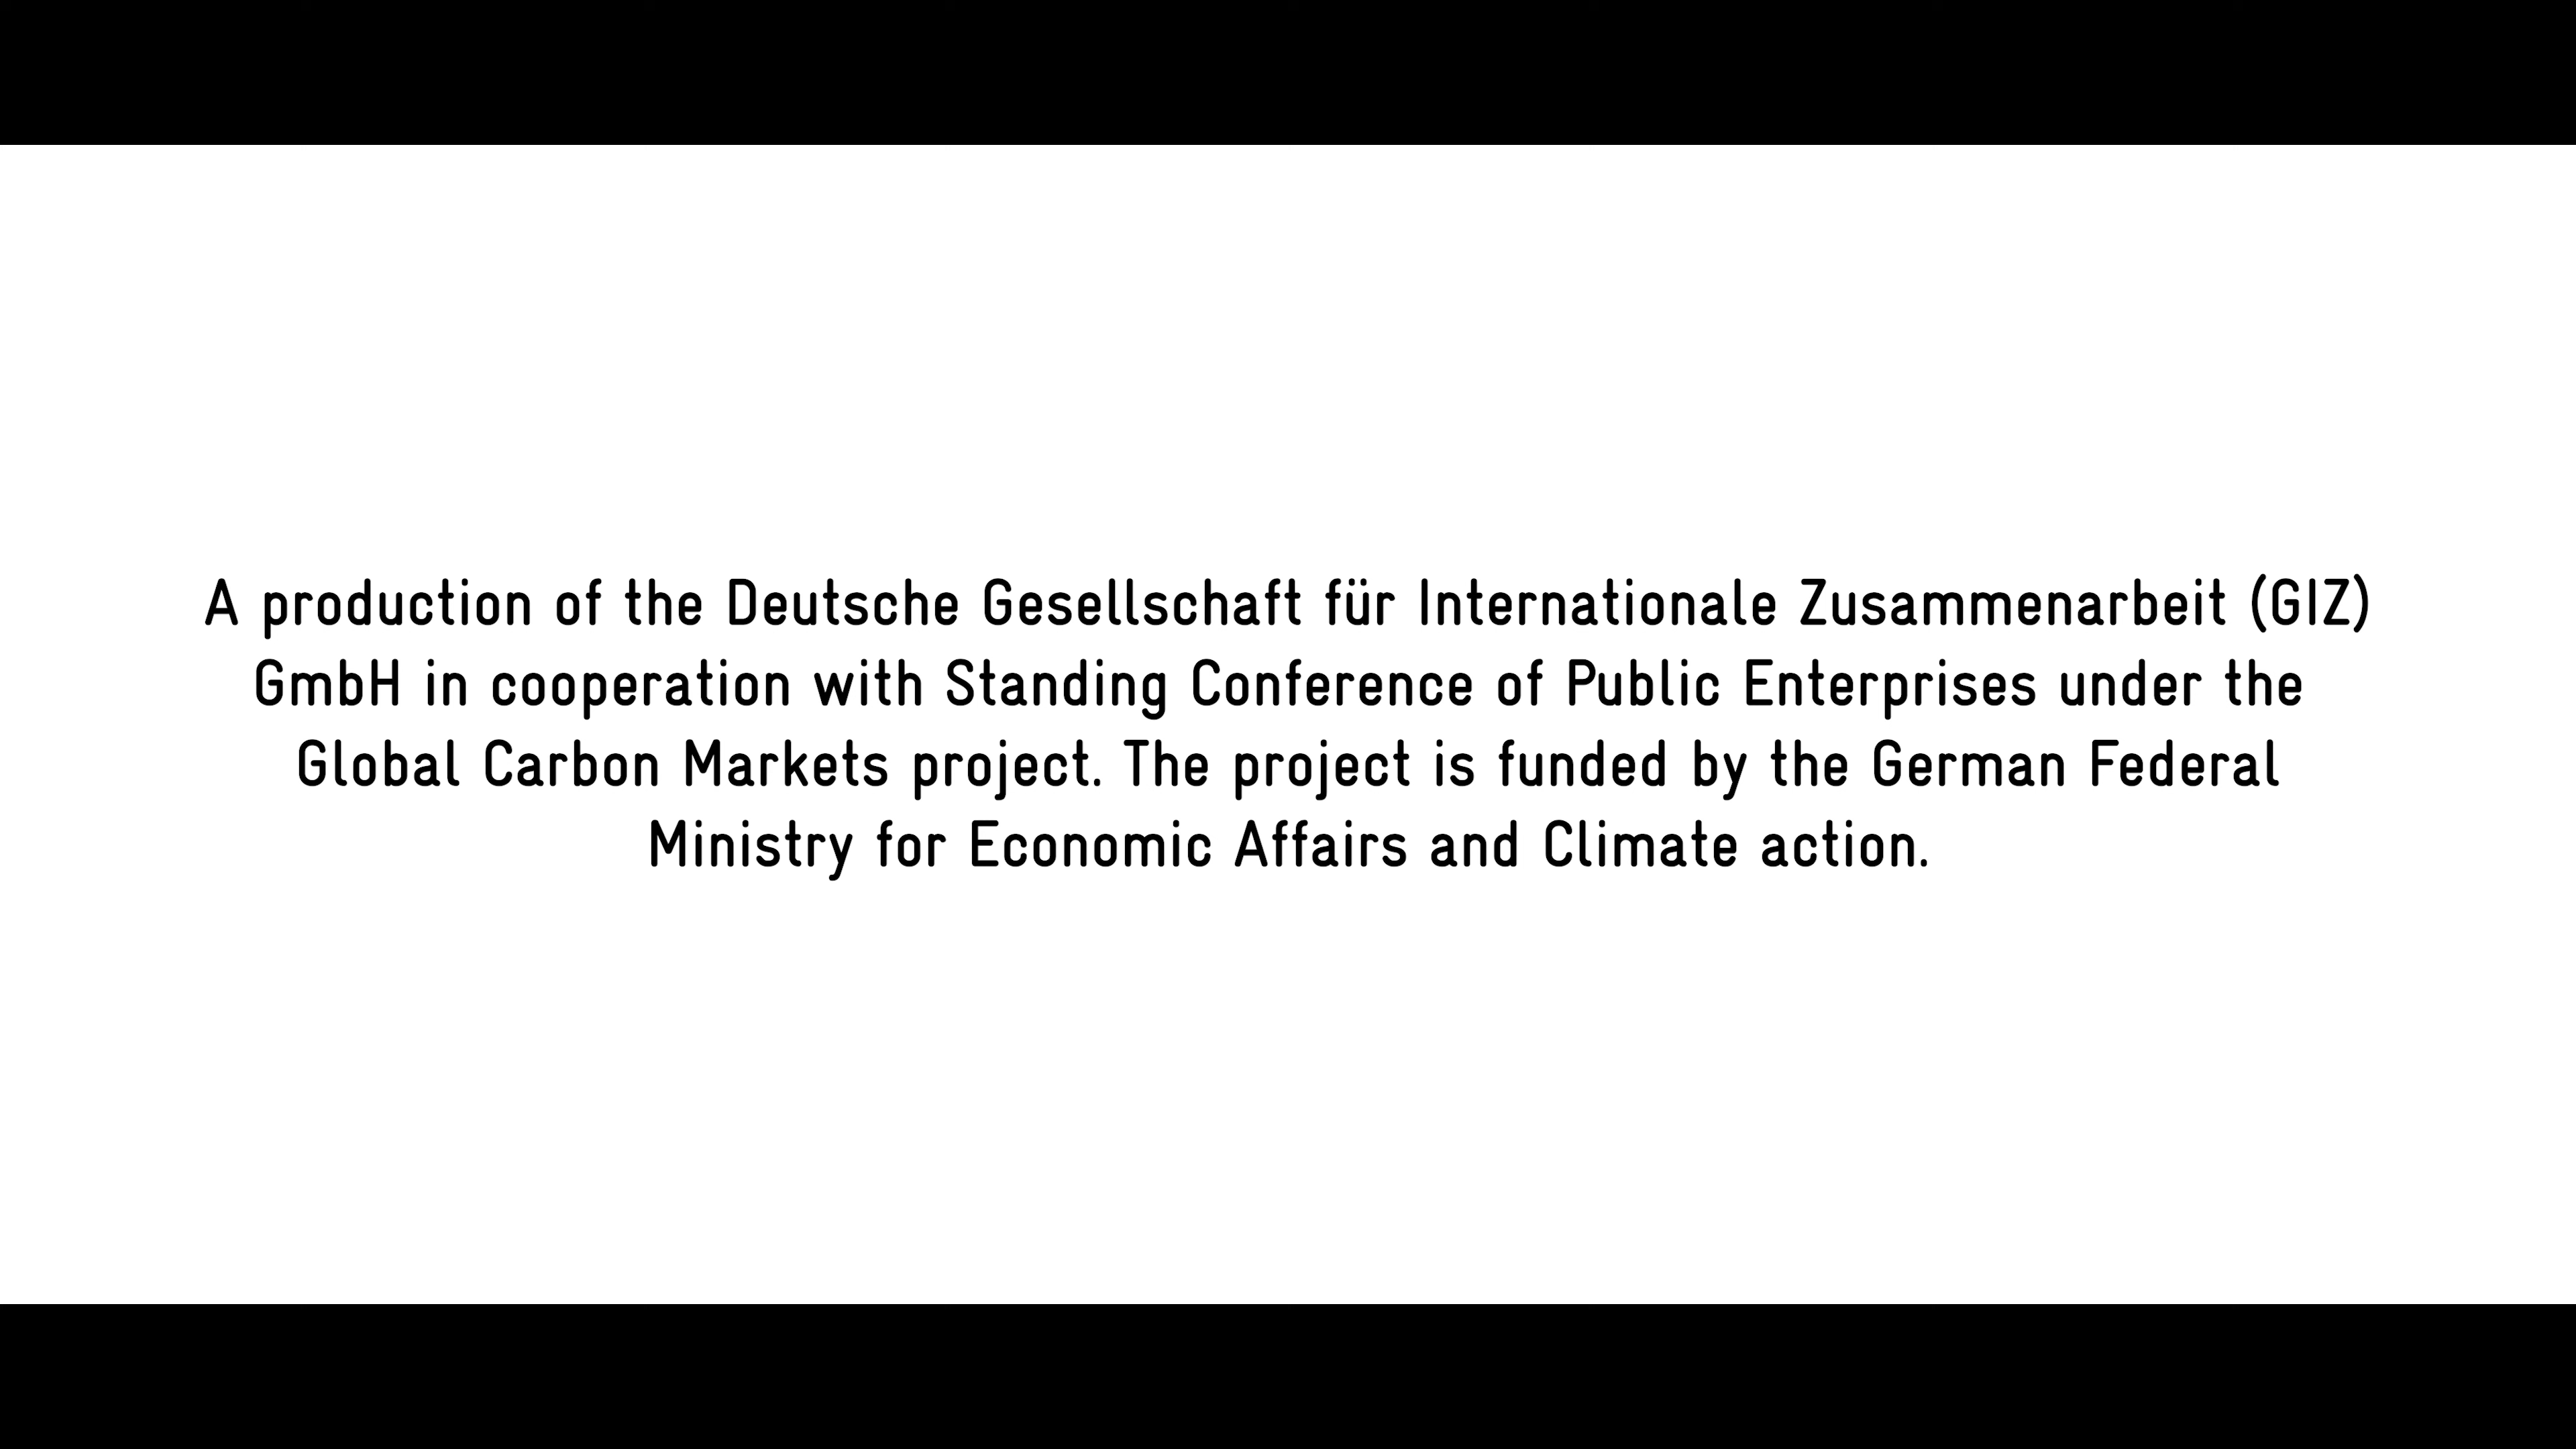 A production of the Deutsche Gesellschaft für Internationale Zusammenarbeit (GIZ)
GmbH in cooperation with Standing Conference of Public Enterprises under the
Global Carbon Markets project. The project is funded by the German Federal
Ministry for Economic Affairs and Climate action.